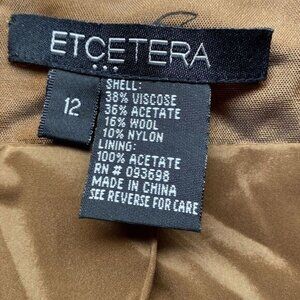 ETCETERA
12
SHELL:
38% VISCOSE
36% ACETATE
16% WOOL
10% NYLON
LINING:
100% ACETATE
RN # 093698
MADE IN CHINA
SEE REVERSE FOR CARE